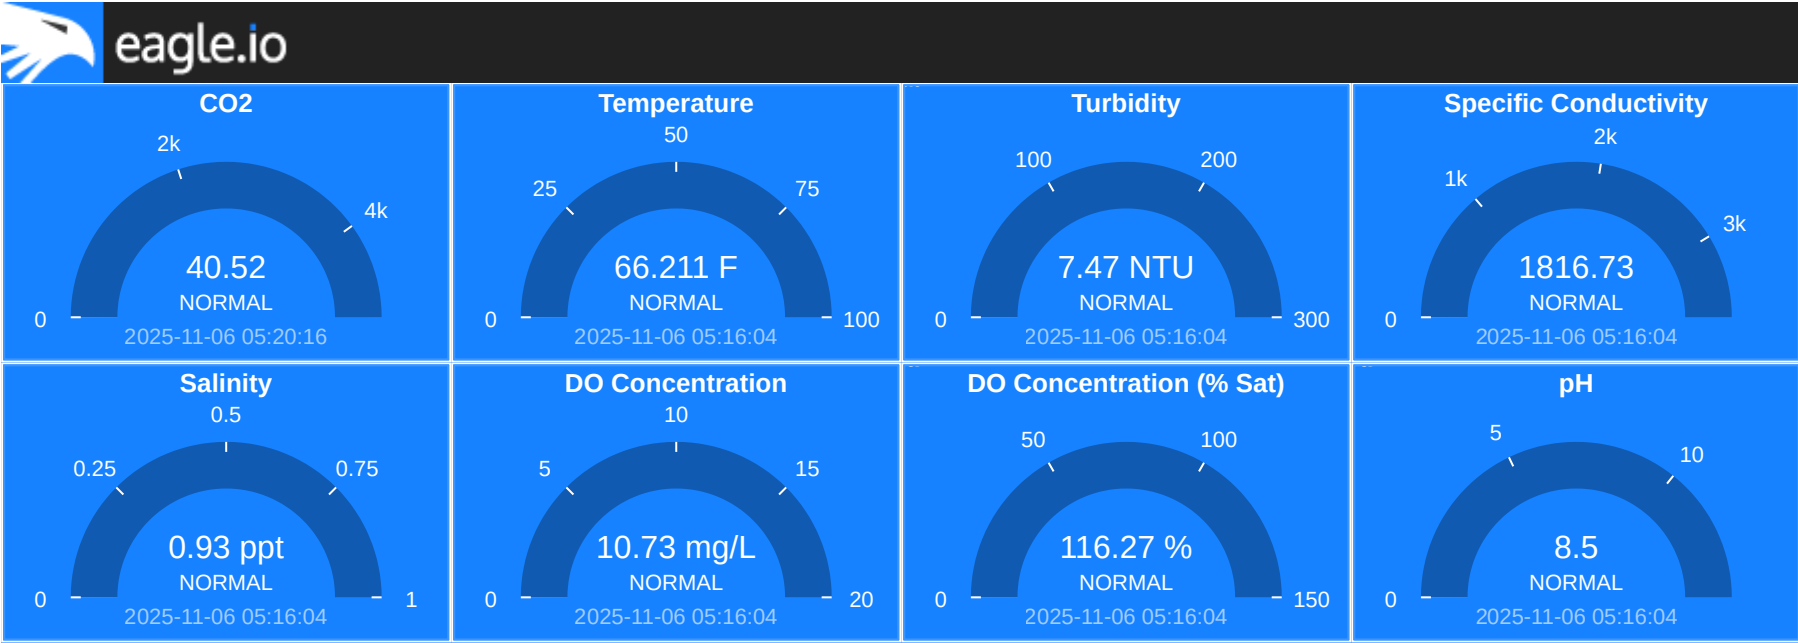 eagle.io
CO2
2k
4k
40.52
NORMAL
0
2025-11-06 05:20:16
Temperature
50
25
75
66.211 F
NORMAL
0
100
2025-11-06 05:16:04
Turbidity
100
200
7.47 NTU
NORMAL
0
300
2025-11-06 05:16:04
Specific Conductivity
2k
1k
3k
1816.73
NORMAL
0
2025-11-06 05:16:04
Salinity
0.5
0.25
0.75
0.93 ppt
NORMAL
0
1
2025-11-06 05:16:04
DO Concentration
10
5
15
10.73 mg/L
NORMAL
0
20
2025-11-06 05:16:04
DO Concentration (% Sat)
50
100
116.27 %
NORMAL
0
150
2025-11-06 05:16:04
pH
5
10
8.5
NORMAL
0
2025-11-06 05:16:04